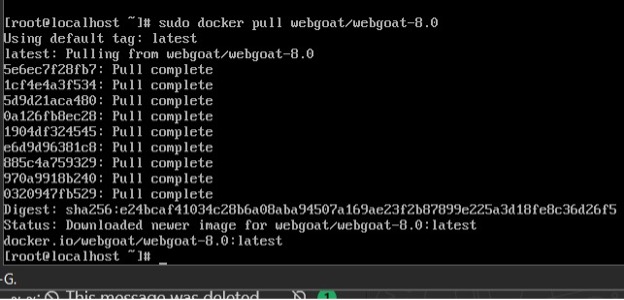 [root@localhost ~]# sudo docker pull webgoat/webgoat-8.0
Using default tag: latest
latest: Pulling from webgoat/webgoat-8.0
5e6ec7f28fb7: Pull complete
1cf4e4a3f534: Pull complete
5d9d21aca480: Pull complete
0a126fb8ec28: Pull complete
1904df324545: Pull complete
e6d9d96381c8: Pull complete
885c4a759329: Pull complete
970a9918b240: Pull complete
0320947fb529: Pull complete
Digest: sha256:e24bcaf41034c28b6a08aba94507a169ae23f2b87899e225a3d18fe8c36d26f5
Status: Downloaded newer image for webgoat/webgoat-8.0:latest
docker.io/webgoat/webgoat-8.0:latest
[root@localhost ~]# _
-G.
This message was deleted
1